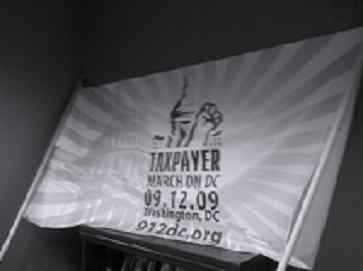 TAXPAYER
MARCH ON DC
09.12.09
Washington, DC
912dc.org